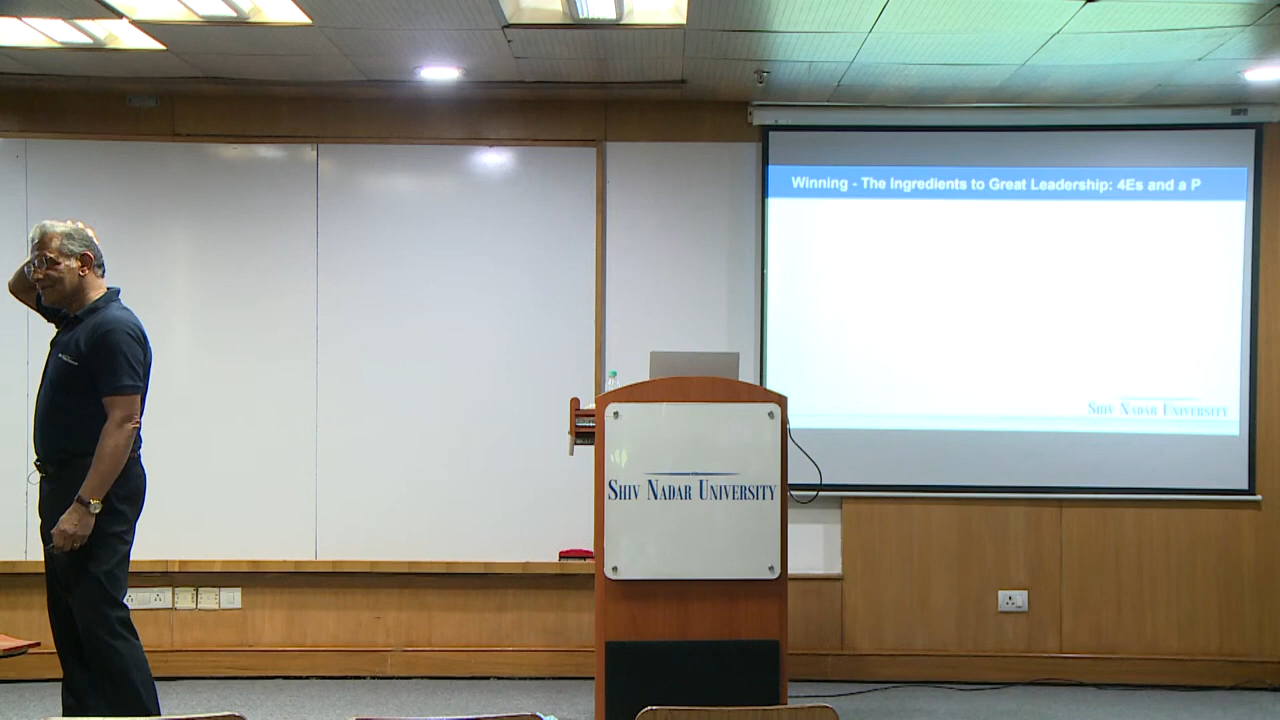 Winning - The Ingredients to Great Leadership: 4Es and a P
SHIV NADAR UNIVERSITY
SHIV NADAR UNIVERSITY